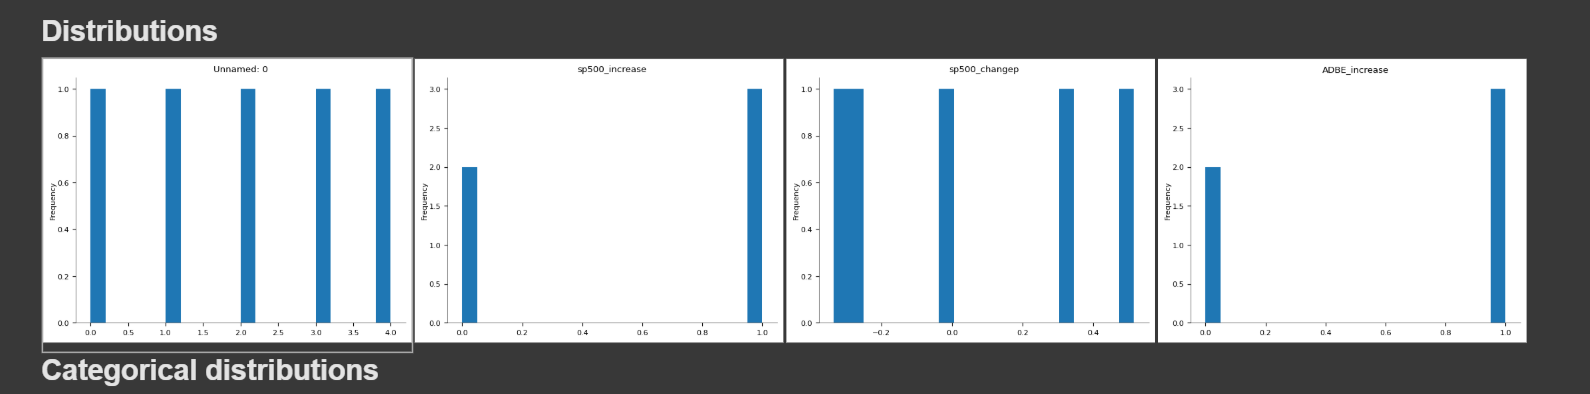 Distributions
Unnamed: 0
1.0
0.8
0.6
0.4
0.2
0.0
Frequency
0.0 0.5 1.0 1.5 2.0 2.5 3.0 3.5 4.0
sp500_increase
3.0
2.5
2.0
1.5
1.0
0.5
0.0
Frequency
0.0 0.2 0.4 0.6 0.8 1.0
sp500_changep
1.0
0.8
0.6
0.4
0.2
0.0
Frequency
−0.2 0.0 0.2 0.4
ADBE_increase
3.0
2.5
2.0
1.5
1.0
0.5
0.0
Frequency
0.0 0.2 0.4 0.6 0.8 1.0
Categorical distributions